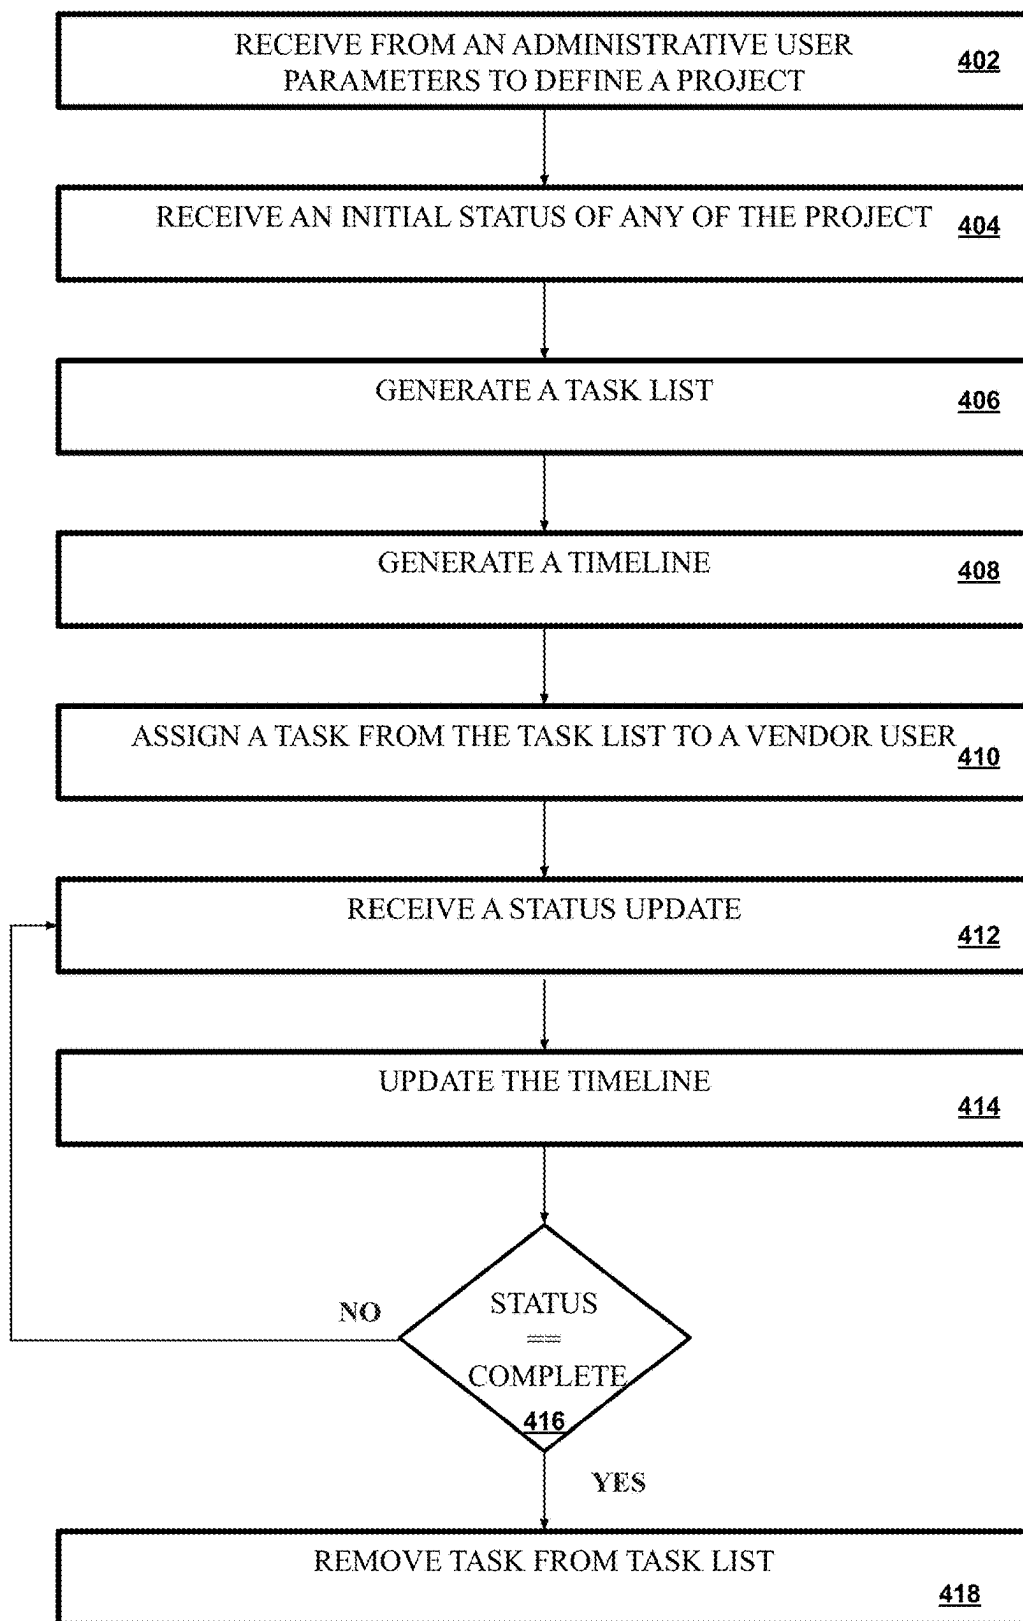 RECEIVE FROM AN ADMINISTRATIVE USER
PARAMETERS TO DEFINE A PROJECT
402
RECEIVE AN INITIAL STATUS OF ANY OF THE PROJECT
404
GENERATE A TASK LIST
406
GENERATE A TIMELINE
408
ASSIGN A TASK FROM THE TASK LIST TO A VENDOR USER
410
RECEIVE A STATUS UPDATE
412
UPDATE THE TIMELINE
414
NO
STATUS
==
COMPLETE
416
YES
REMOVE TASK FROM TASK LIST
418